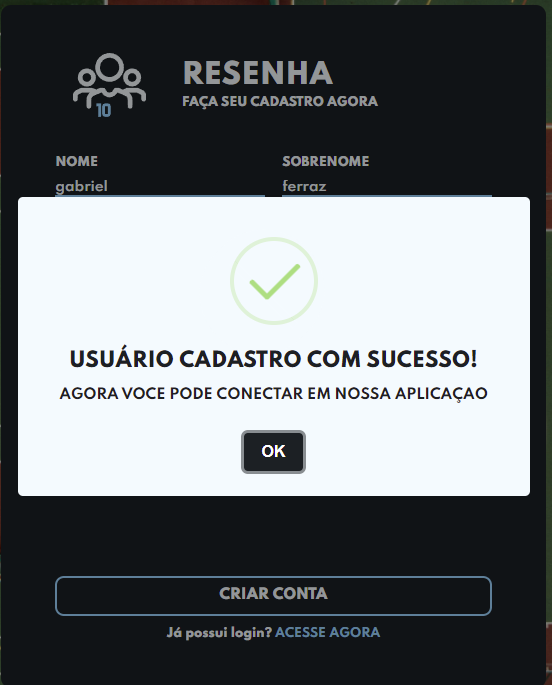 RESENHA
FAÇA SEU CADASTRO AGORA
10
NOME
SOBRENOME
gabriel
ferraz
USUÁRIO CADASTRO COM SUCESSO!
AGORA VOCE PODE CONECTAR EM NOSSA APLICAÇAO
OK
CRIAR CONTA
Já possui login? ACESSE AGORA